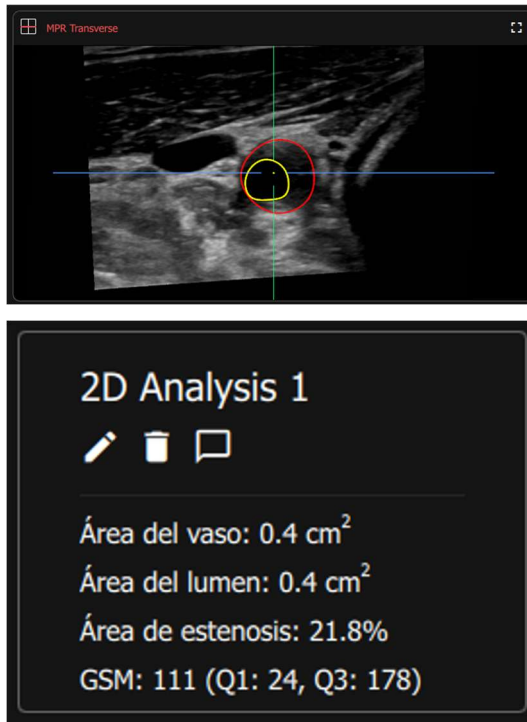 MPR Transverse
2D Analysis 1
Área del vaso: 0.4 cm²
Área del lumen: 0.4 cm²
Área de estenosis: 21.8%
GSM: 111 (Q1: 24, Q3: 178)